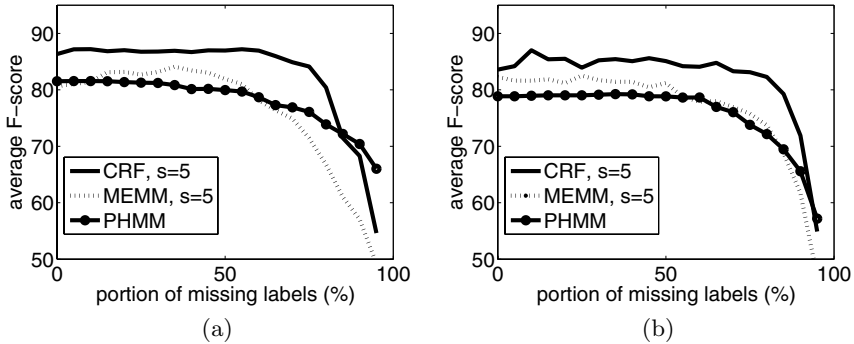 90
80
70
60
50
average F−score
CRF, s=5
MEMM, s=5
PHMM
0 50 100
portion of missing labels (%)
(a)
90
80
70
60
50
average F−score
CRF, s=5
MEMM, s=5
PHMM
0 50 100
portion of missing labels (%)
(b)